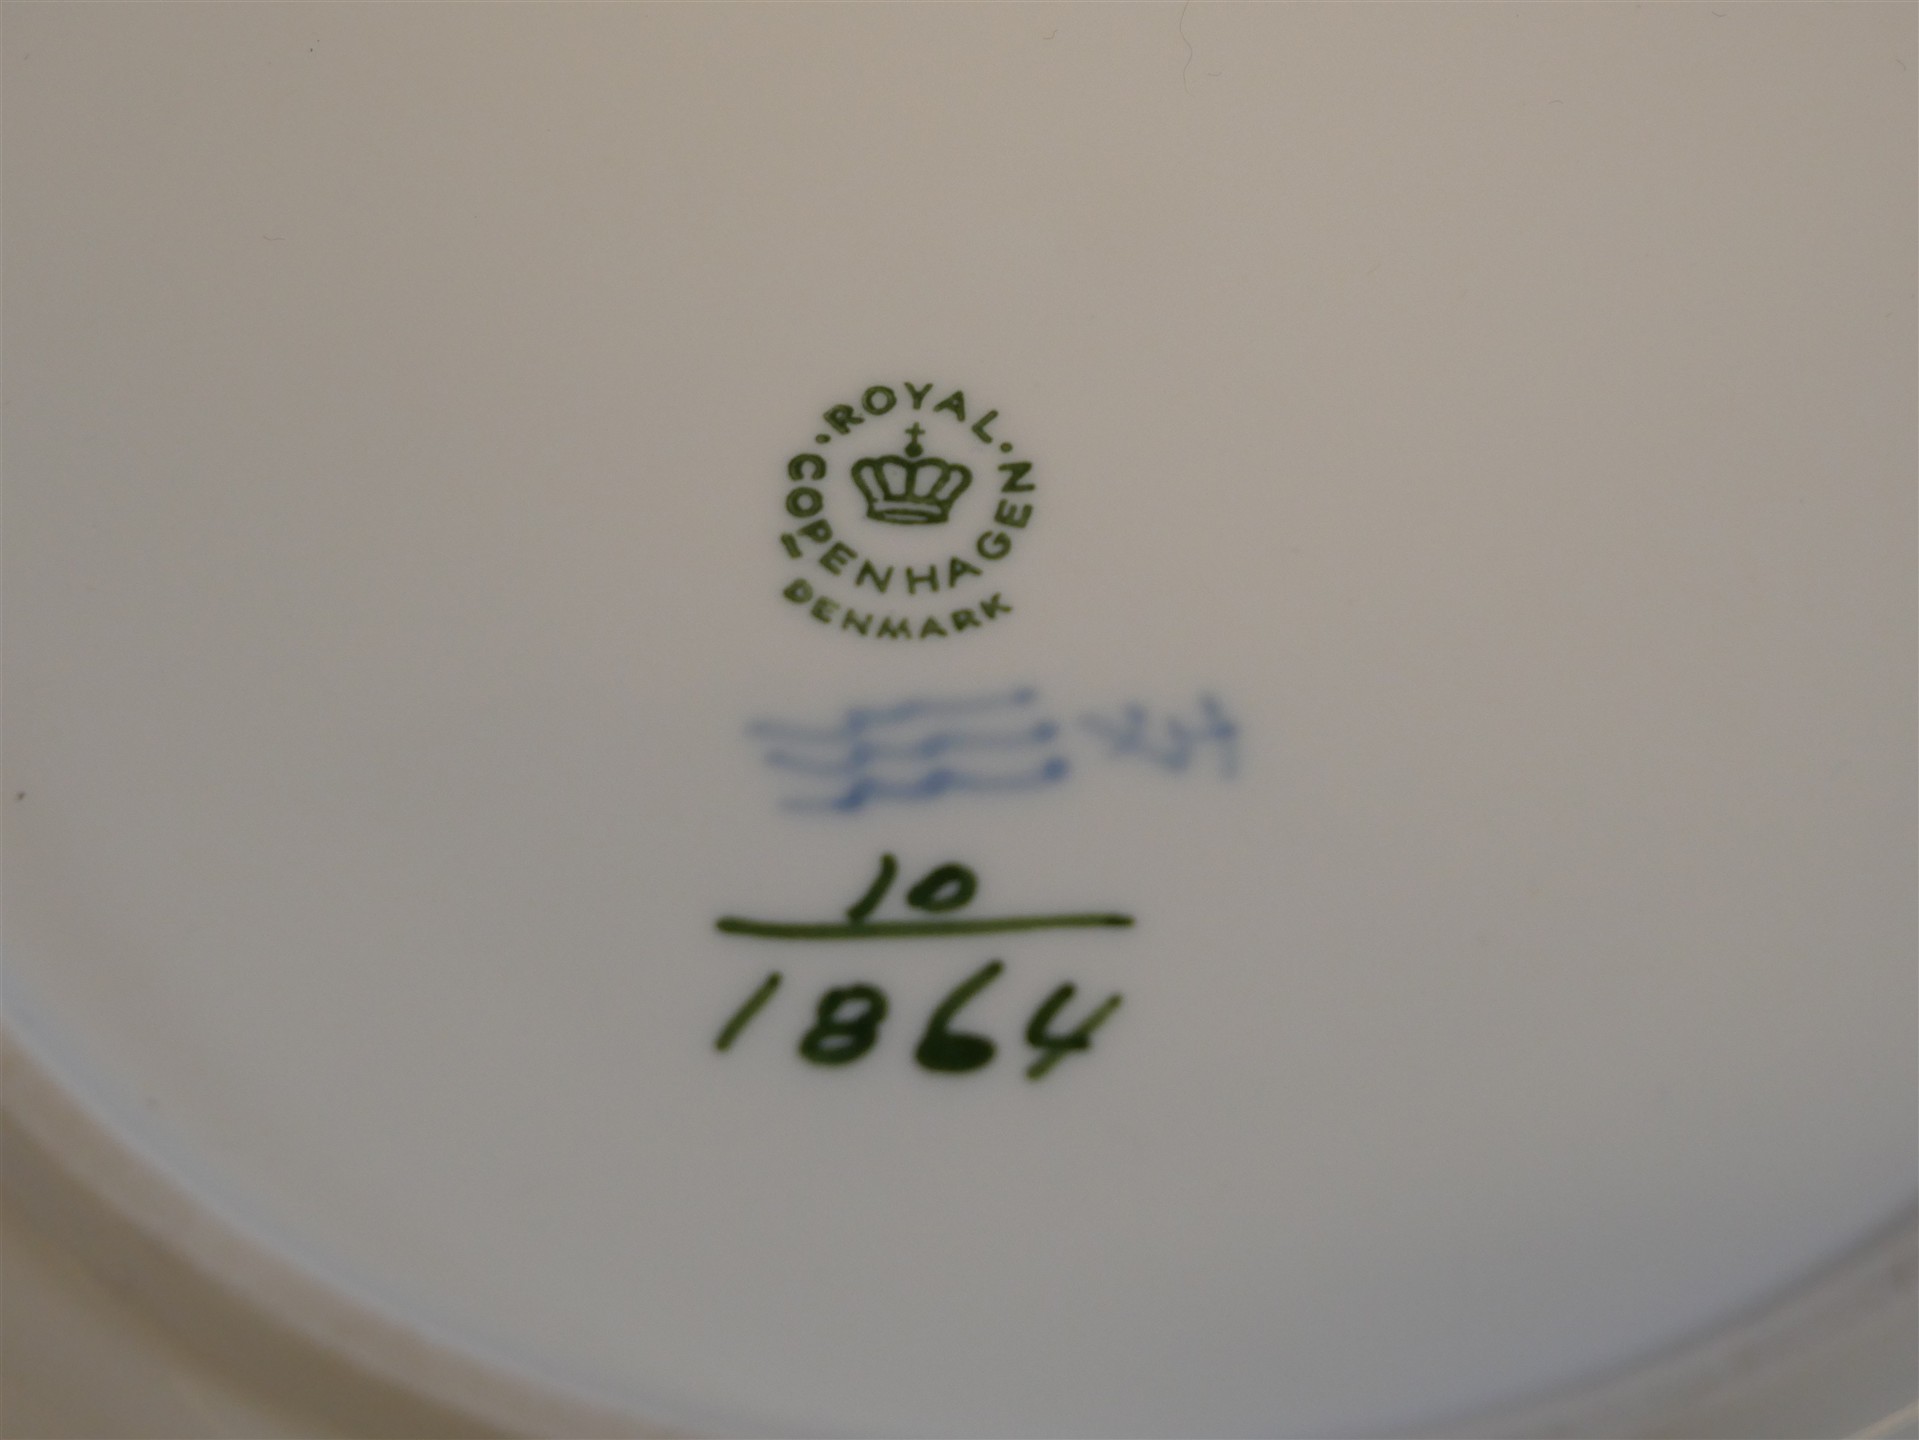 · ROYAL · COPENHAGEN
DENMARK
10
1864